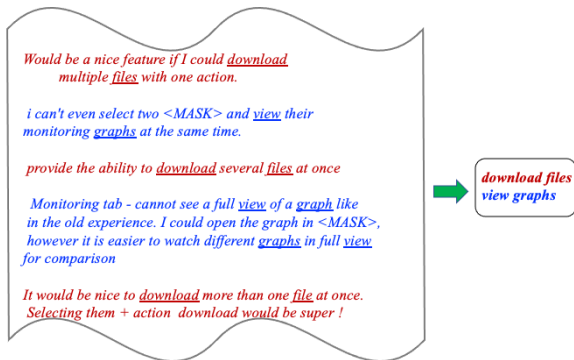 Would be a nice feature if I could download
multiple files with one action.
i can't even select two <MASK> and view their
monitoring graphs at the same time.
provide the ability to download several files at once
Monitoring tab - cannot see a full view of a graph like
in the old experience. I could open the graph in <MASK>,
however it is easier to watch different graphs in full view
for comparison
It would be nice to download more than one file at once.
Selecting them + action download would be super !
download files
view graphs